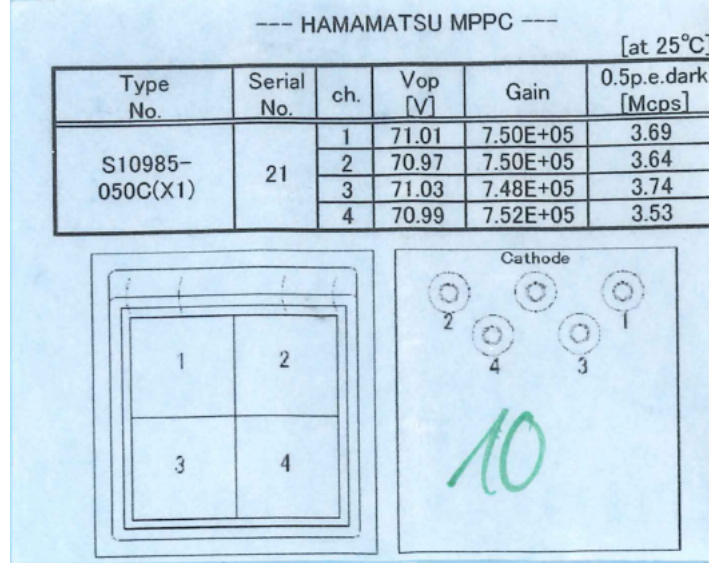 --- HAMAMATSU MPPC ---
[at 25°C]
Type No. Serial No. ch. Vop [V] Gain 0.5p.e.dark [Mcps]
S10985-050C(X1) 21 1 71.01 7.50E+05 3.69
2 70.97 7.50E+05 3.64
3 71.03 7.48E+05 3.74
4 70.99 7.52E+05 3.53
1 2
3 4
Cathode
2 1
4 3
10